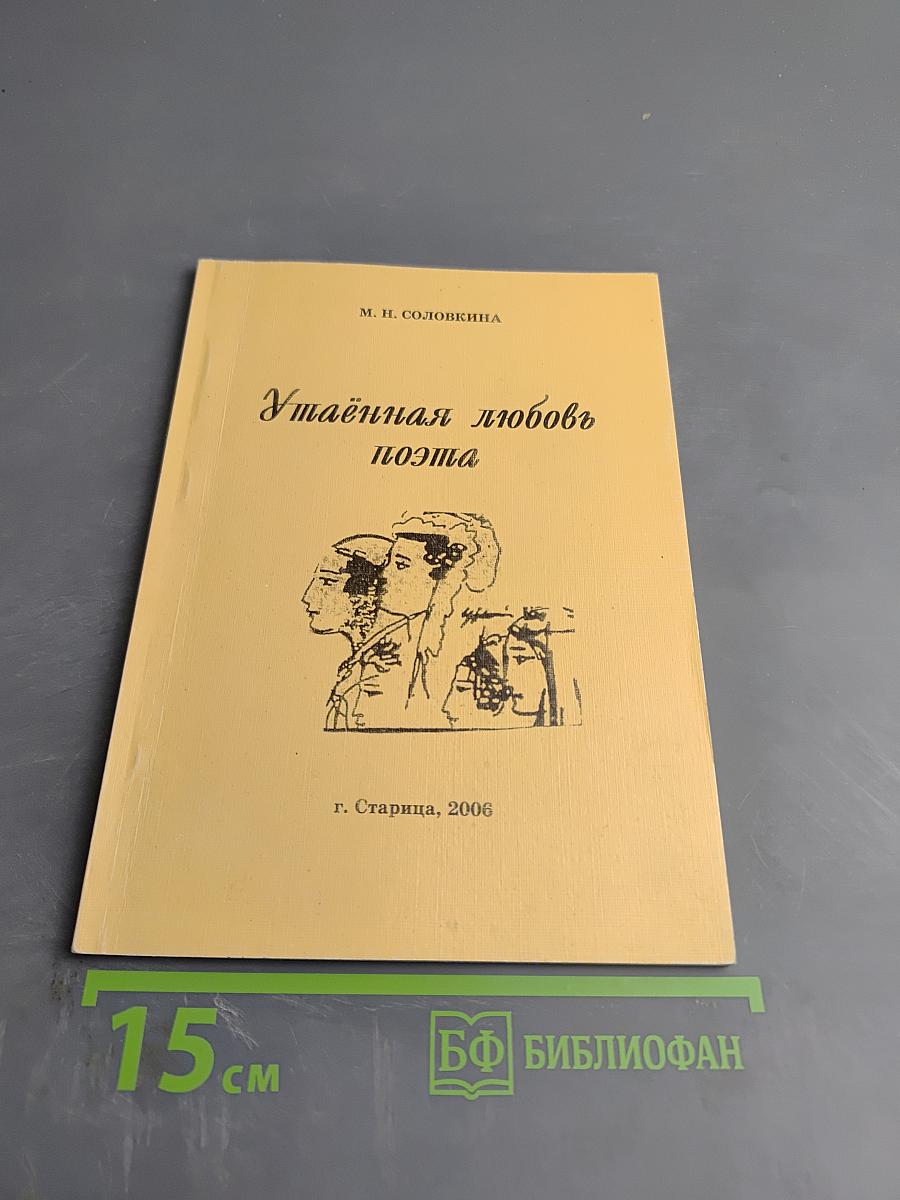 М. Н. СОЛОВКИНА
Утаённая любовь
поэта
г. Старица, 2006
15 см
БФ БИБЛИОФАН